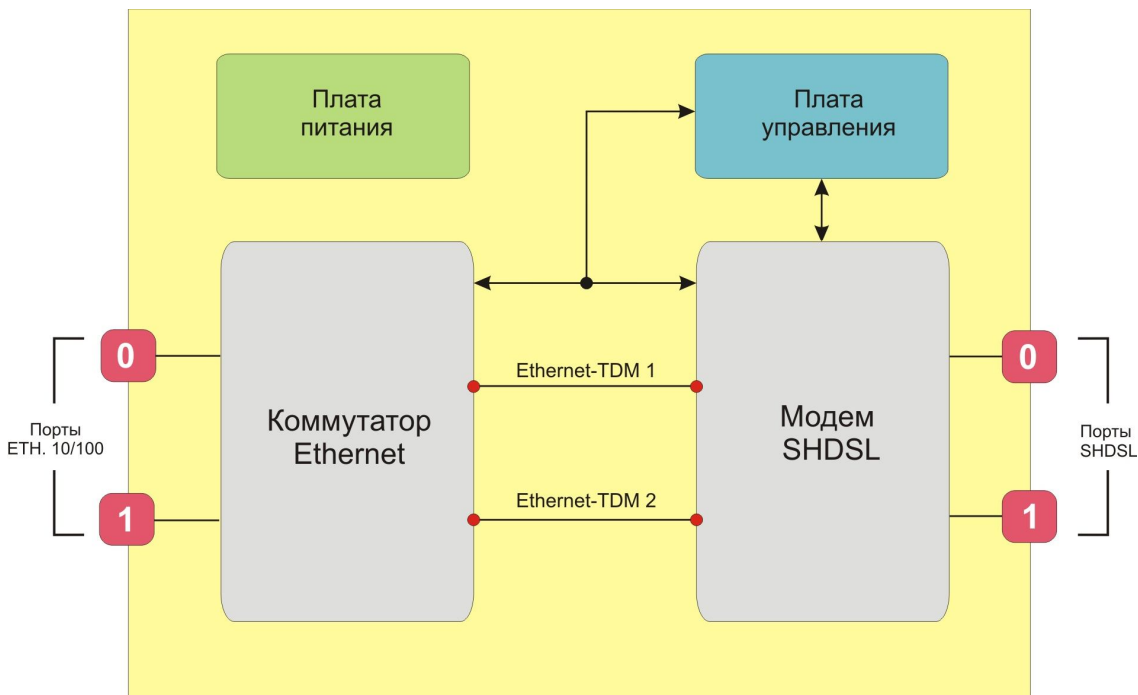 Плата
питания
Плата
управления
0
Ethernet-TDM 1
0
Порты
ETH. 10/100
Коммутатор
Ethernet
Модем
SHDSL
Порты
SHDSL
1
Ethernet-TDM 2
1